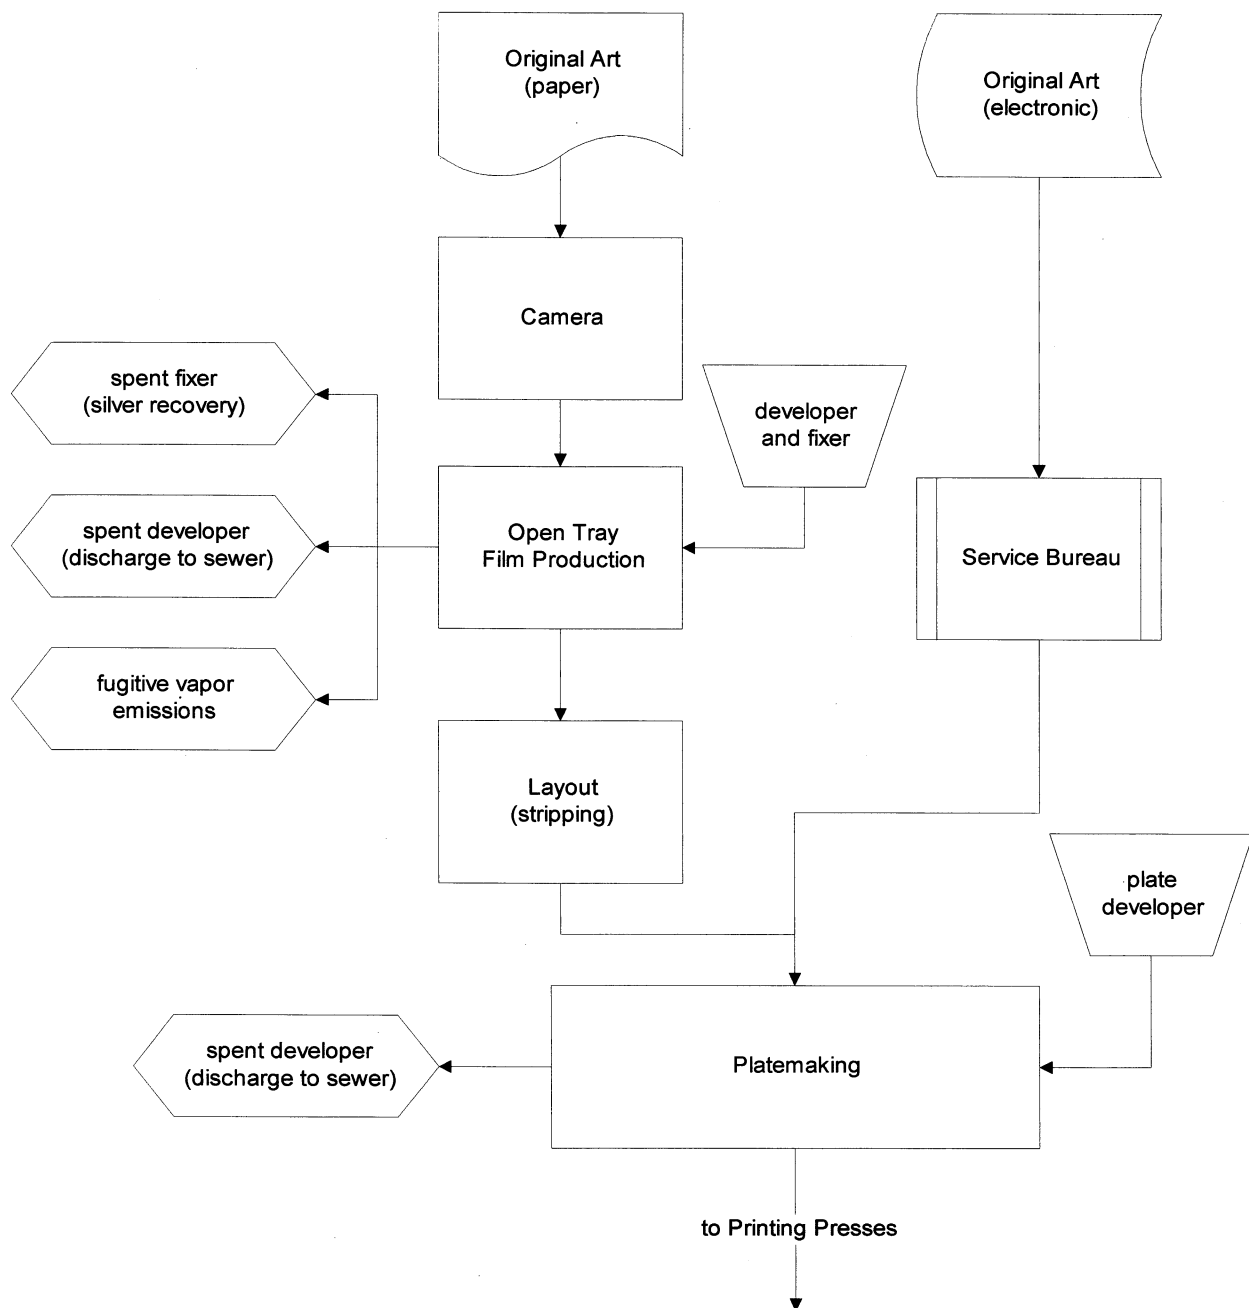 Original Art
(paper)
Original Art
(electronic)
Camera
spent fixer
(silver recovery)
developer
and fixer
spent developer
(discharge to sewer)
Open Tray
Film Production
Service Bureau
fugitive vapor
emissions
Layout
(stripping)
plate
developer
spent developer
(discharge to sewer)
Platemaking
to Printing Presses